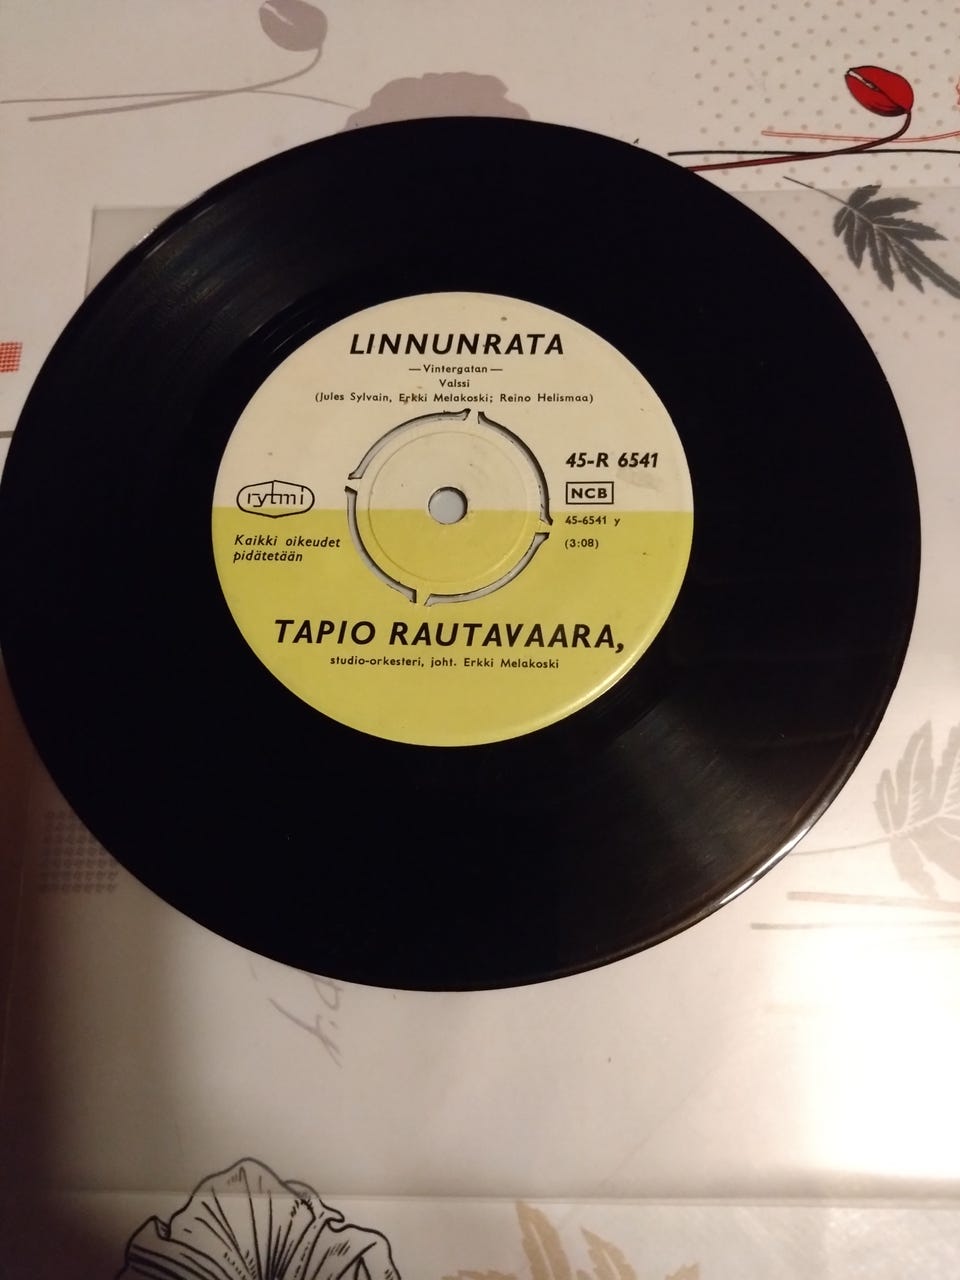 LINNUNRATA
—Vintergatan—
Valssi
(Jules Sylvain, Erkki Melakoski; Reino Helismaa)
45-R 6541
rytmi
NCB
45-6541 y
Kaikki oikeudet
pidätetään
(3:08)
TAPIO RAUTAVAARA,
studio-orkesteri, joht. Erkki Melakoski